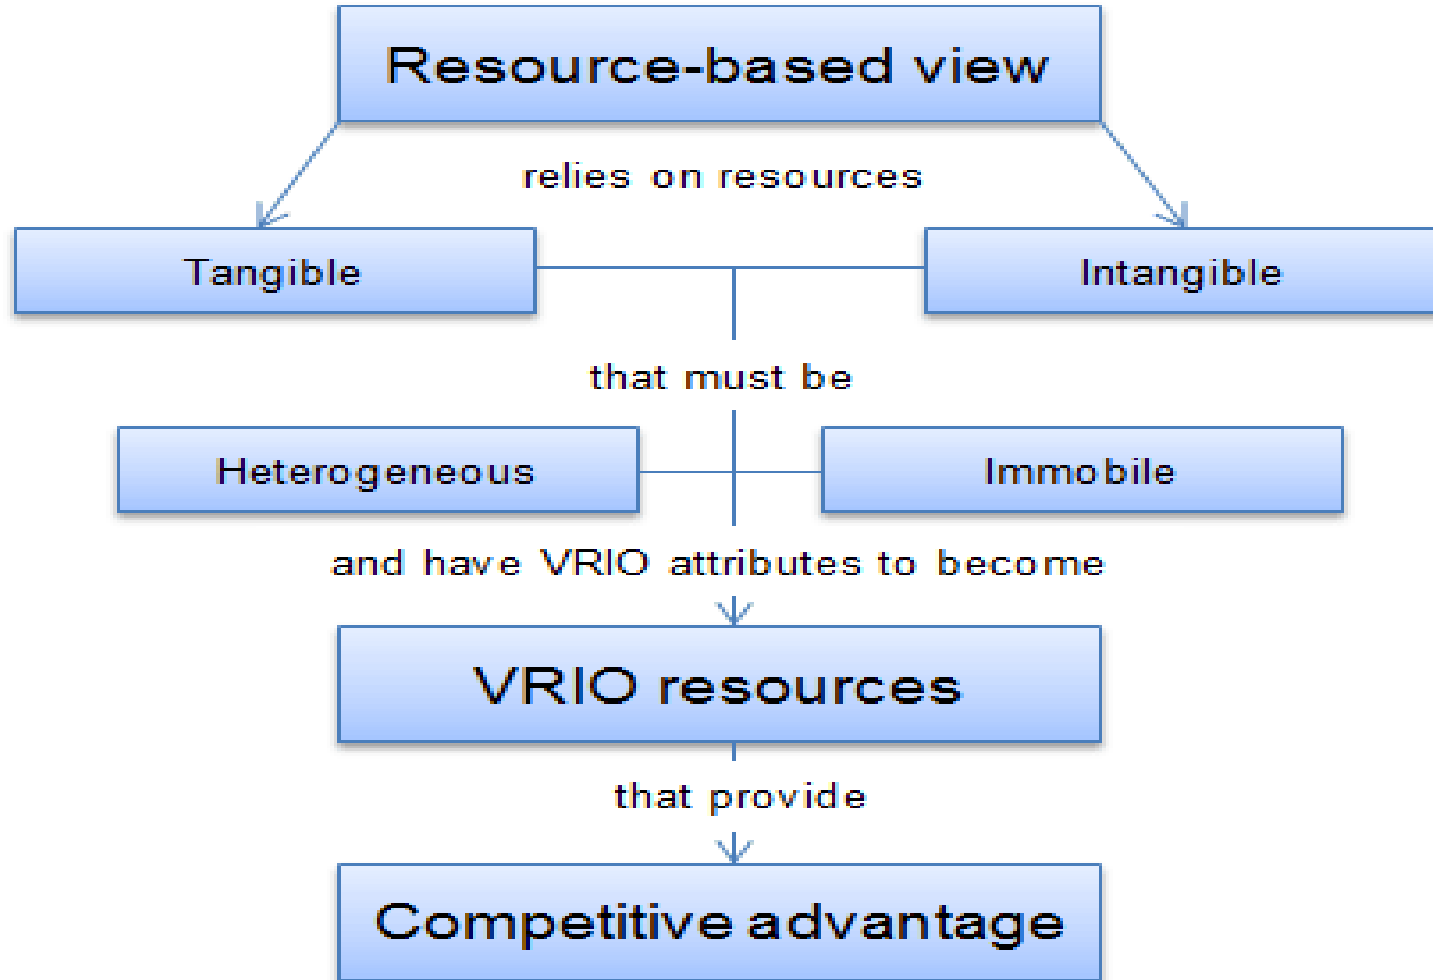 Resource-based view
relies on resources
Tangible
Intangible
that must be
Heterogeneous
Immobile
and have VRIO attributes to become
VRIO resources
that provide
Competitive advantage